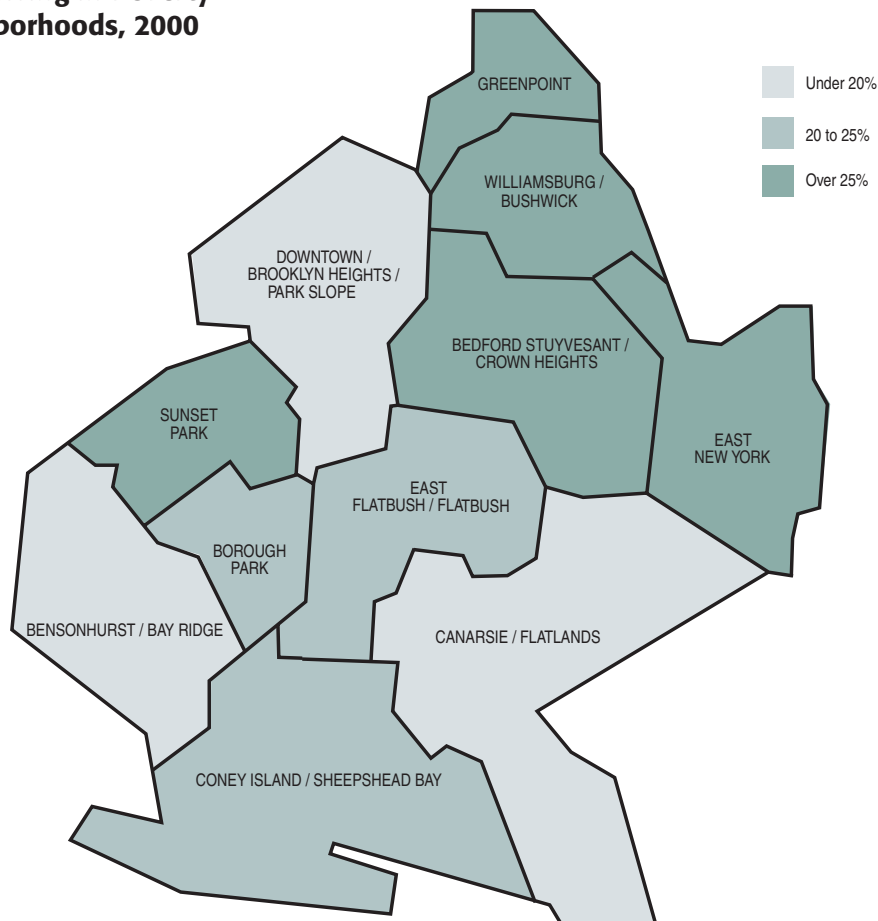 borhoods, 2000
GREENPOINT
Under 20%
20 to 25%
Over 25%
WILLIAMSBURG /
BUSHWICK
DOWNTOWN /
BROOKLYN HEIGHTS /
PARK SLOPE
BEDFORD STUYVESANT /
CROWN HEIGHTS
SUNSET
PARK
EAST
NEW YORK
EAST
FLATBUSH / FLATBUSH
BOROUGH
PARK
BENSONHURST / BAY RIDGE
CANARSIE / FLATLANDS
CONEY ISLAND / SHEEPSHEAD BAY